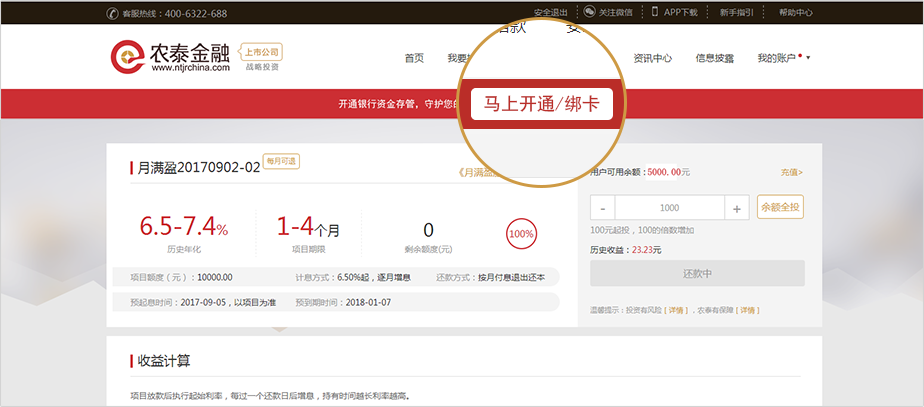 客服热线：400-6322-688
安全退出 关注微信 APP下载 新手指引 帮助中心
农泰金融 上市公司
www.ntjrchina.com 战略投资
首页 我要 资讯中心 信息披露 我的账户
开通银行资金存管，守护您的
马上开通/绑卡
月满盈20170902-02 每月可退
《月满盈
用户可用余额：5000.00元 充值>
6.5-7.4% 1-4个月 0 100%
历史年化 项目期限 剩余额度(元)
- 1000 + 余额全投
100元起投，100的倍数增加
历史收益：23.23元
还款中
项目额度（元）：10000.00 计息方式：6.50%起，逐月增息 还款方式：按月付息退出还本
预起息时间：2017-09-05，以项目为准 预到期时间：2018-01-07
温馨提示：投资有风险 [ 详情 ] ，农泰有保障 [ 详情 ]
收益计算
项目放款后执行起始利率，每过一个还款日后增息，持有时间越长利率越高。